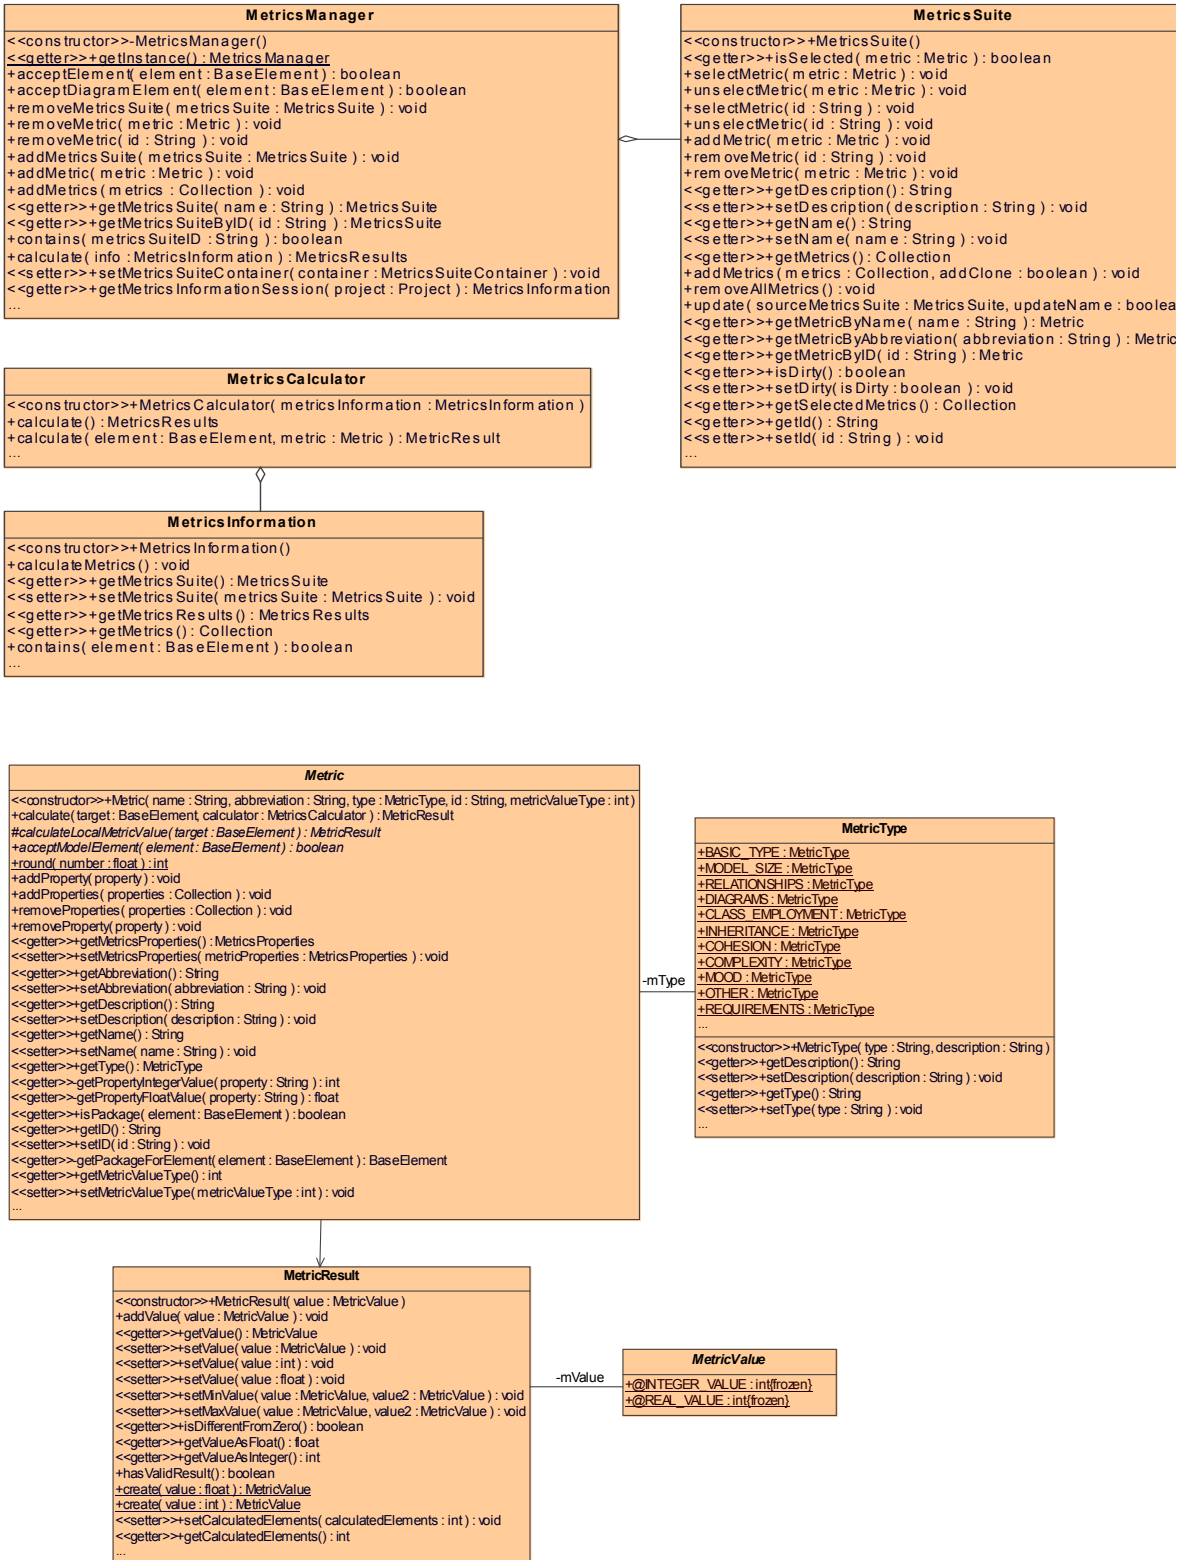 MetricsManager
<<constructor>>-MetricsManager()
<<getter>>+getInstance() : MetricsManager
+acceptElement( element : BaseElement ) : boolean
+acceptDiagramElement( element : BaseElement ) : boolean
+removeMetricsSuite( metricsSuite : MetricsSuite ) : void
+removeMetric( metric : Metric ) : void
+removeMetric( id : String ) : void
+addMetricsSuite( metricsSuite : MetricsSuite ) : void
+addMetric( metric : Metric ) : void
+addMetrics( metrics : Collection ) : void
<<getter>>+getMetricsSuite( name : String ) : MetricsSuite
<<getter>>+getMetricsSuiteByID( id : String ) : MetricsSuite
+contains( metricsSuiteID : String ) : boolean
+calculate( info : MetricsInformation ) : MetricsResults
<<setter>>+setMetricsSuiteContainer( container : MetricsSuiteContainer ) : void
<<getter>>+getMetricsInformationSession( project : Project ) : MetricsInformation
...
MetricsSuite
<<constructor>>+MetricsSuite()
<<getter>>+isSelected( metric : Metric ) : boolean
+selectMetric( metric : Metric ) : void
+unselectMetric( metric : Metric ) : void
+selectMetric( id : String ) : void
+unselectMetric( id : String ) : void
+addMetric( metric : Metric ) : void
+removeMetric( id : String ) : void
+removeMetric( metric : Metric ) : void
<<getter>>+getDescription() : String
<<setter>>+setDescription( description : String ) : void
<<getter>>+getName() : String
<<setter>>+setName( name : String ) : void
<<getter>>+getMetrics() : Collection
+addMetrics( metrics : Collection, addClone : boolean ) : void
+removeAllMetrics() : void
+update( sourceMetricsSuite : MetricsSuite, updateName : boolea
<<getter>>+getMetricByName( name : String ) : Metric
<<getter>>+getMetricByAbbreviation( abbreviation : String ) : Metric
<<getter>>+getMetricByID( id : String ) : Metric
<<getter>>+isDirty() : boolean
<<setter>>+setDirty( isDirty : boolean ) : void
<<getter>>+getSelectedMetrics() : Collection
<<getter>>+getId() : String
<<setter>>+setId( id : String ) : void
...
MetricsCalculator
<<constructor>>+MetricsCalculator( metricsInformation : MetricsInformation )
+calculate() : MetricsResults
+calculate( element : BaseElement, metric : Metric ) : MetricResult
...
MetricsInformation
<<constructor>>+MetricsInformation()
+calculateMetrics() : void
<<getter>>+getMetricsSuite() : MetricsSuite
<<setter>>+setMetricsSuite( metricsSuite : MetricsSuite ) : void
<<getter>>+getMetricsResults() : MetricsResults
<<getter>>+getMetrics() : Collection
+contains( element : BaseElement ) : boolean
...
Metric
<<constructor>>+Metric( name : String, abbreviation : String, type : MetricType, id : String, metricValueType : int )
+calculate( target : BaseElement, calculator : MetricsCalculator ) : MetricResult
#calculateLocalMetricValue( target : BaseElement ) : MetricResult
+acceptModelElement( element : BaseElement ) : boolean
+round( number : float ) : int
+addProperty( property ) : void
+addProperties( properties : Collection ) : void
+removeProperties( properties : Collection ) : void
+removeProperty( property ) : void
<<getter>>+getMetricsProperties() : MetricsProperties
<<setter>>+setMetricsProperties( metricProperties : MetricsProperties ) : void
<<getter>>+getAbbreviation() : String
<<setter>>+setAbbreviation( abbreviation : String ) : void
<<getter>>+getDescription() : String
<<setter>>+setDescription( description : String ) : void
<<getter>>+getName() : String
<<setter>>+setName( name : String ) : void
<<getter>>+getType() : MetricType
<<getter>>-getPropertyIntegerValue( property : String ) : int
<<getter>>-getPropertyFloatValue( property : String ) : float
<<getter>>+isPackage( element : BaseElement ) : boolean
<<getter>>+getID() : String
<<setter>>+setID( id : String ) : void
<<getter>>-getPackageForElement( element : BaseElement ) : BaseElement
<<getter>>+getMetricValueType() : int
<<setter>>+setMetricValueType( metricValueType : int ) : void
...
-mType
MetricType
+BASIC_TYPE : MetricType
+MODEL_SIZE : MetricType
+RELATIONSHIPS : MetricType
+DIAGRAMS : MetricType
+CLASS_EMPLOYMENT : MetricType
+INHERITANCE : MetricType
+COHESION : MetricType
+COMPLEXITY : MetricType
+MOOD : MetricType
+OTHER : MetricType
+REQUIREMENTS : MetricType
...
<<constructor>>+MetricType( type : String, description : String )
<<getter>>+getDescription() : String
<<setter>>+setDescription( description : String ) : void
<<getter>>+getType() : String
<<setter>>+setType( type : String ) : void
...
MetricResult
<<constructor>>+MetricResult( value : MetricValue )
+addValue( value : MetricValue ) : void
<<getter>>+getValue() : MetricValue
<<setter>>+setValue( value : MetricValue ) : void
<<setter>>+setValue( value : int ) : void
<<setter>>+setValue( value : float ) : void
<<setter>>+setMinValue( value : MetricValue, value2 : MetricValue ) : void
<<setter>>+setMaxValue( value : MetricValue, value2 : MetricValue ) : void
<<getter>>+isDifferentFromZero() : boolean
<<getter>>+getValueAsFloat() : float
<<getter>>+getValueAsInteger() : int
+hasValidResult() : boolean
+create( value : float ) : MetricValue
+create( value : int ) : MetricValue
<<setter>>+setCalculatedElements( calculatedElements : int ) : void
<<getter>>+getCalculatedElements() : int
...
-mValue
MetricValue
+@INTEGER_VALUE : int{frozen}
+@REAL_VALUE : int{frozen}